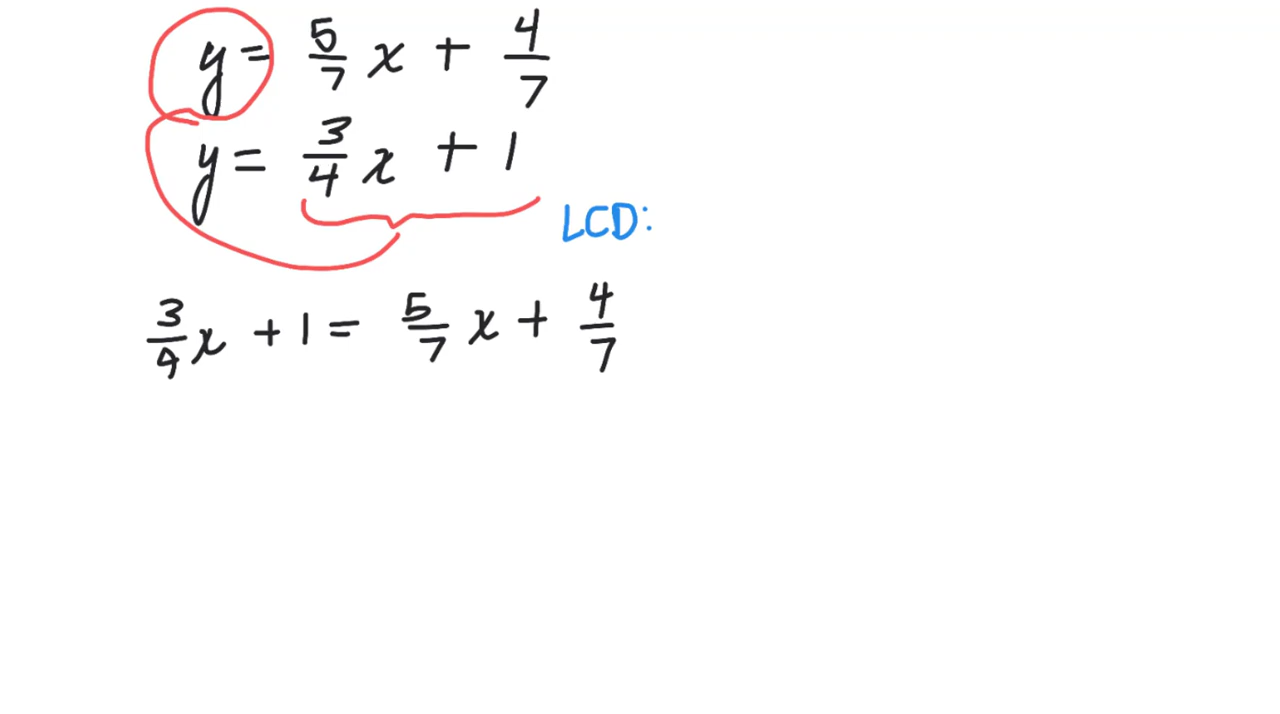 y = 5/7 x + 4/7
y = 3/4 x + 1
LCD:
3/4 x + 1 = 5/7 x + 4/7